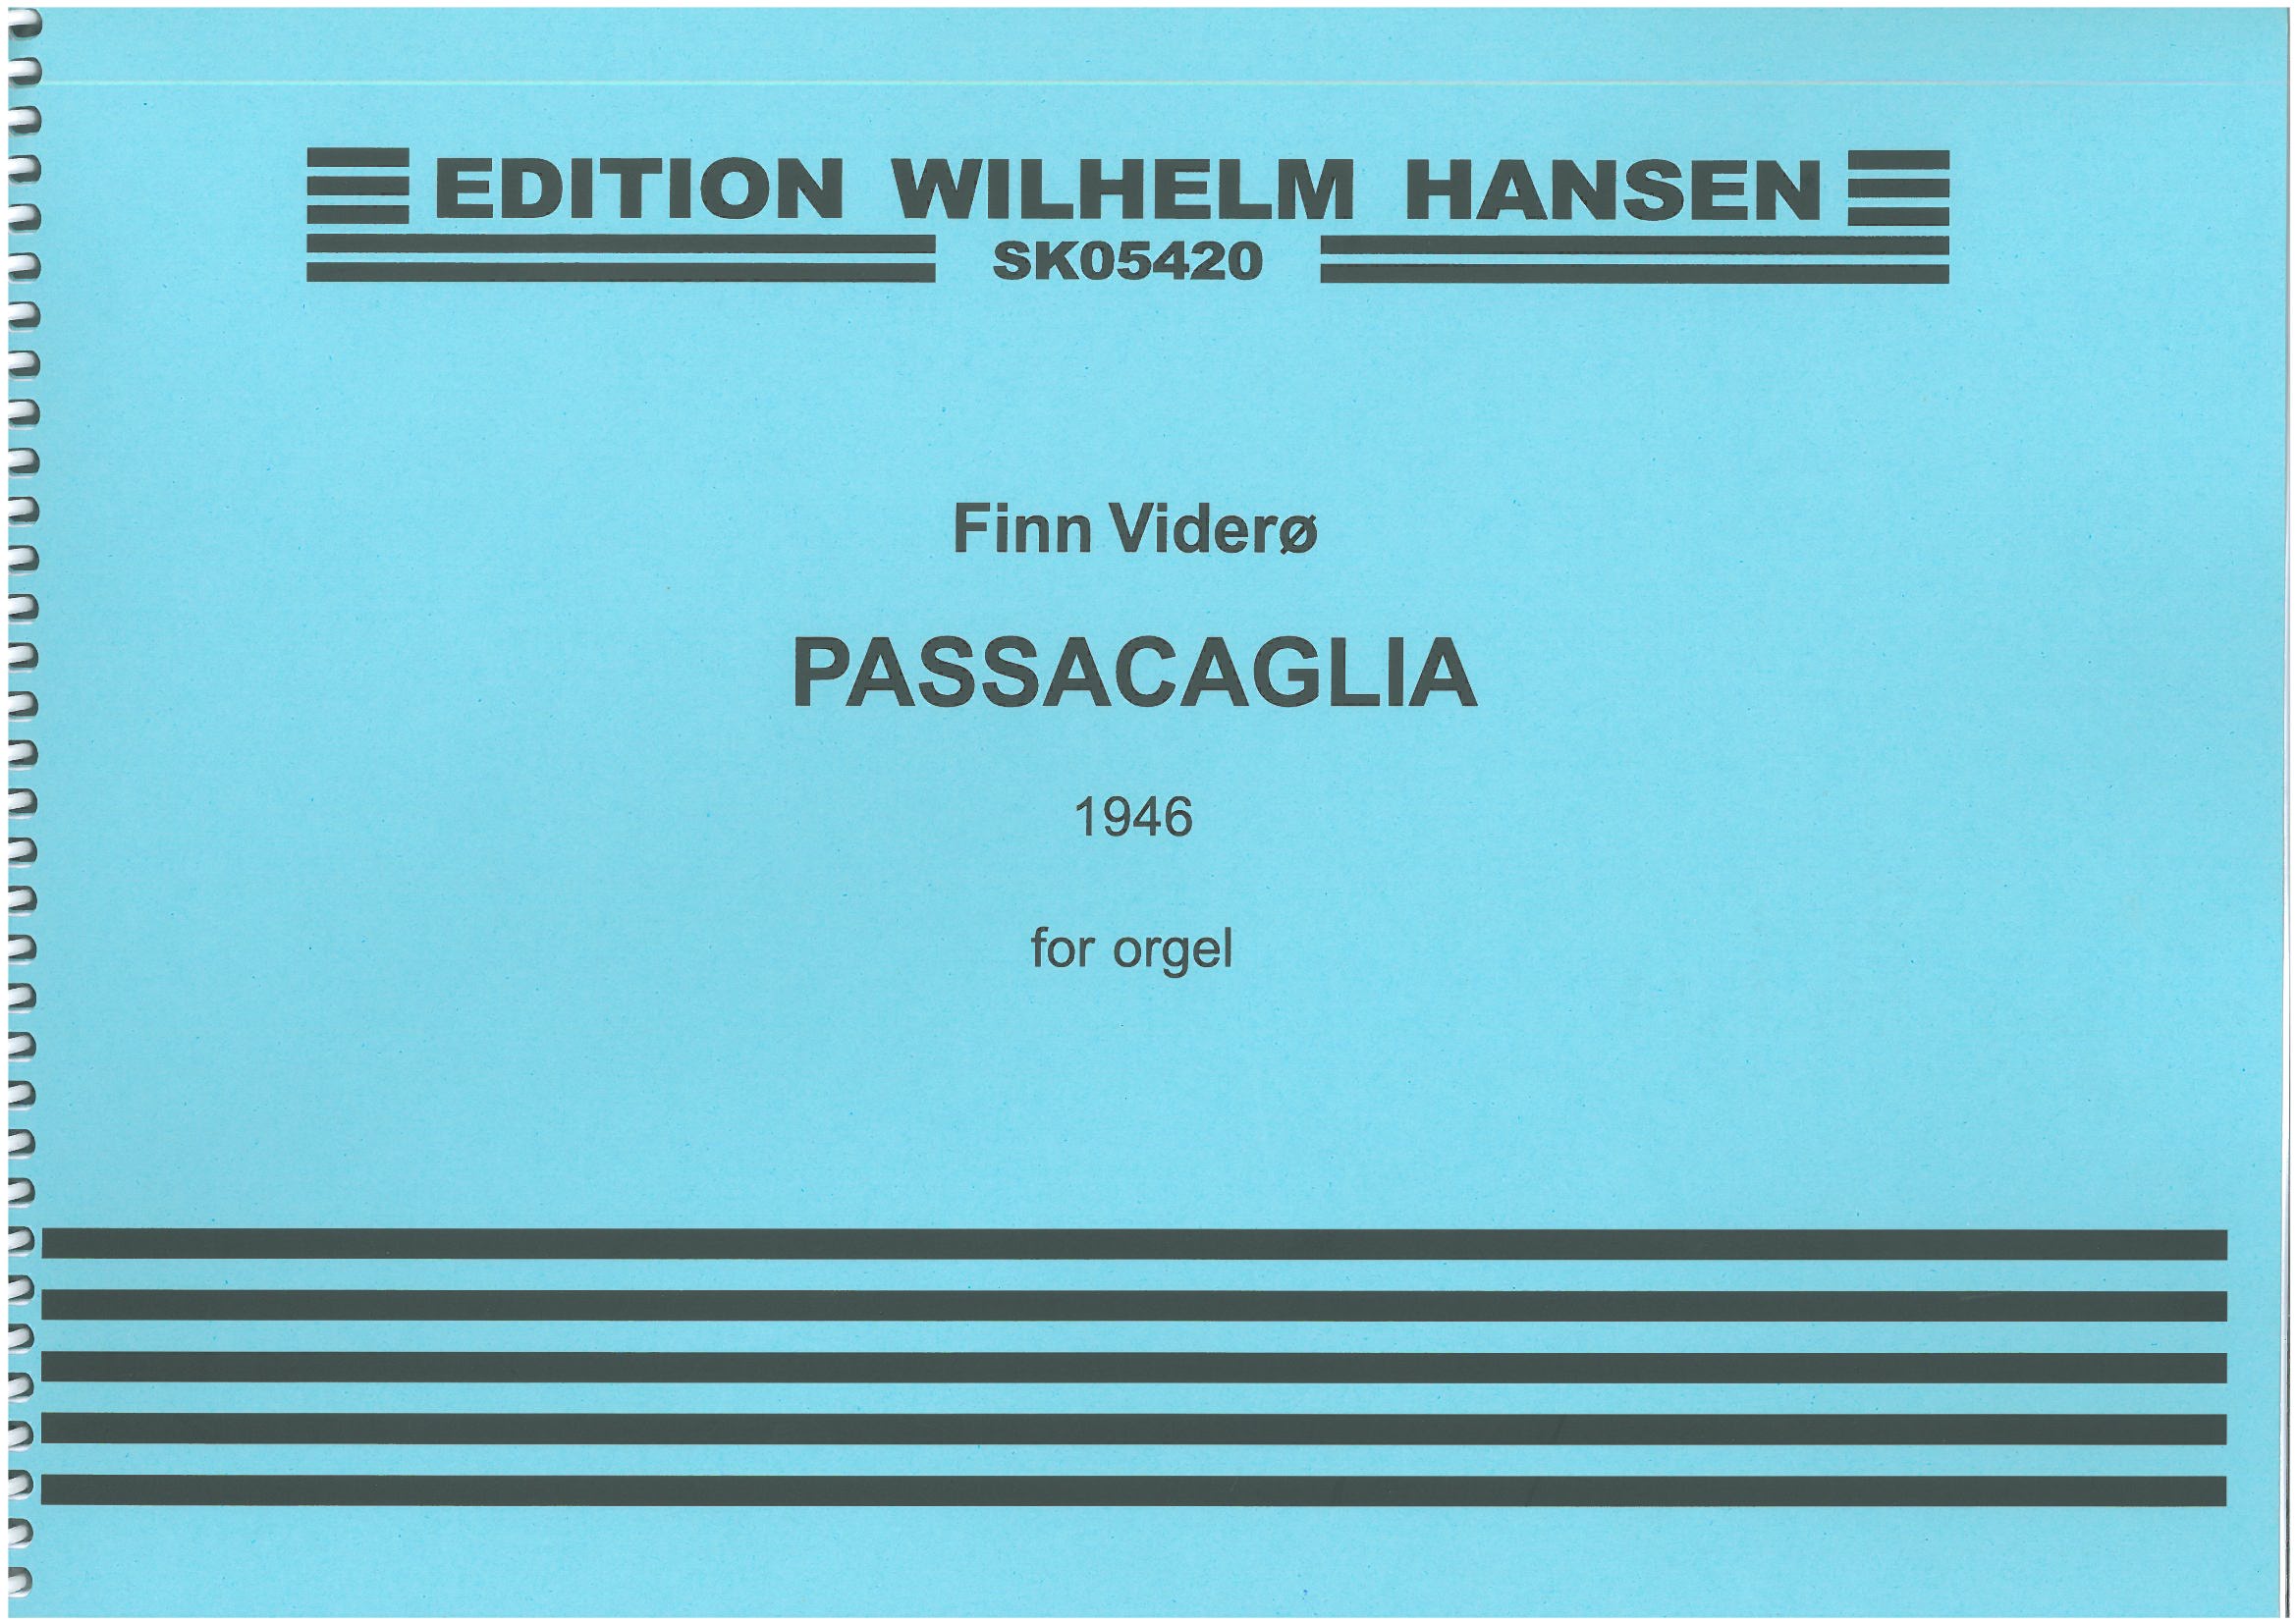 EDITION WILHELM HANSEN
SK05420
Finn Viderø
PASSACAGLIA
1946
for orgel